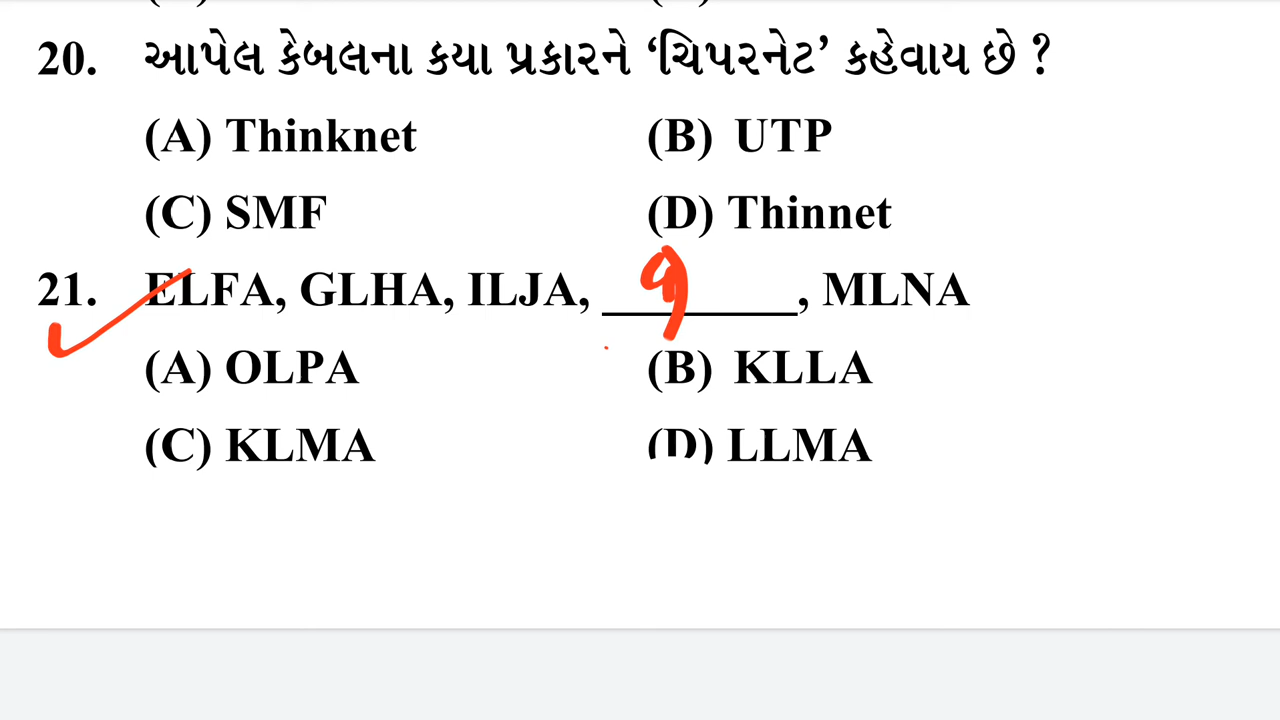 20. આપેલ કેબલના કયા પ્રકારને ‘ચિપરનેટ’ કહેવાય છે ?
(A) Thinknet (B) UTP
(C) SMF (D) Thinnet
21. ELFA, GLHA, ILJA, ________, MLNA
(A) OLPA (B) KLLA
(C) KLMA (D) LLMA